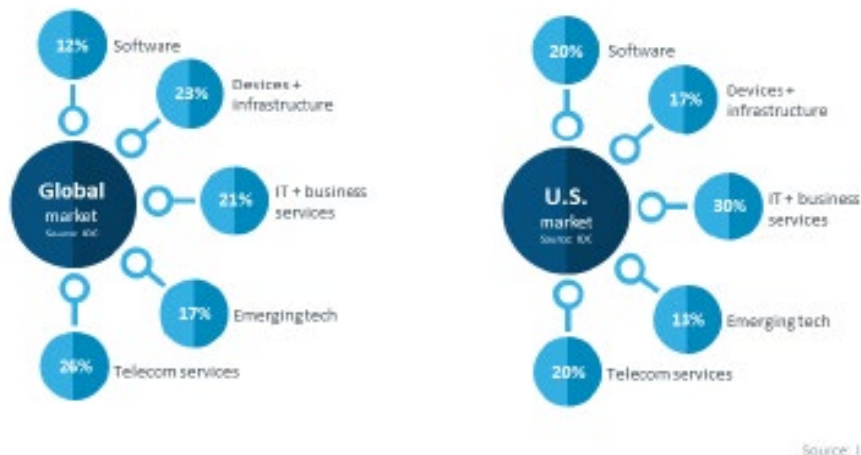 12%
Software
23%
Devices +
infrastructure
Global
market
Source: IDC
21%
IT + business
services
17%
Emerging tech
26%
Telecom services
20%
Software
17%
Devices +
infrastructure
U.S.
market
Source: IDC
30%
IT + business
services
Emerging tech
20%
Telecom services
Source: I